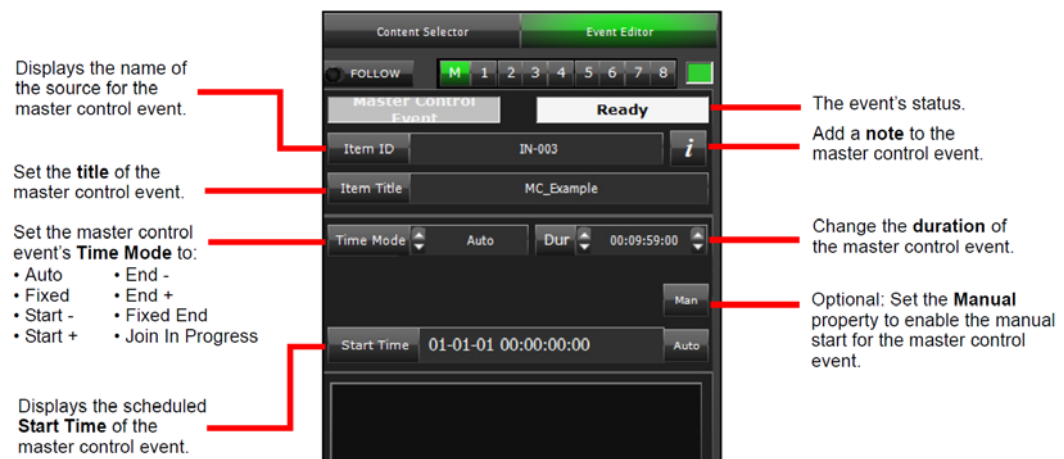 Content Selector
Event Editor
FOLLOW
M 1 2 3 4 5 6 7 8
Master Control
Event
Ready
Item ID
IN-003
i
Item Title
MC_Example
Time Mode
Auto
Dur
00:09:59:00
Man
Start Time
01-01-01 00:00:00:00
Auto
Displays the name of
the source for the
master control event.
Set the title of the
master control event.
Set the master control
event's Time Mode to:
• Auto
• End -
• Fixed
• End +
• Start -
• Fixed End
• Start +
• Join In Progress
Displays the scheduled
Start Time of the
master control event.
The event's status.
Add a note to the
master control event.
Change the duration of
the master control event.
Optional: Set the Manual
property to enable the manual
start for the master control
event.